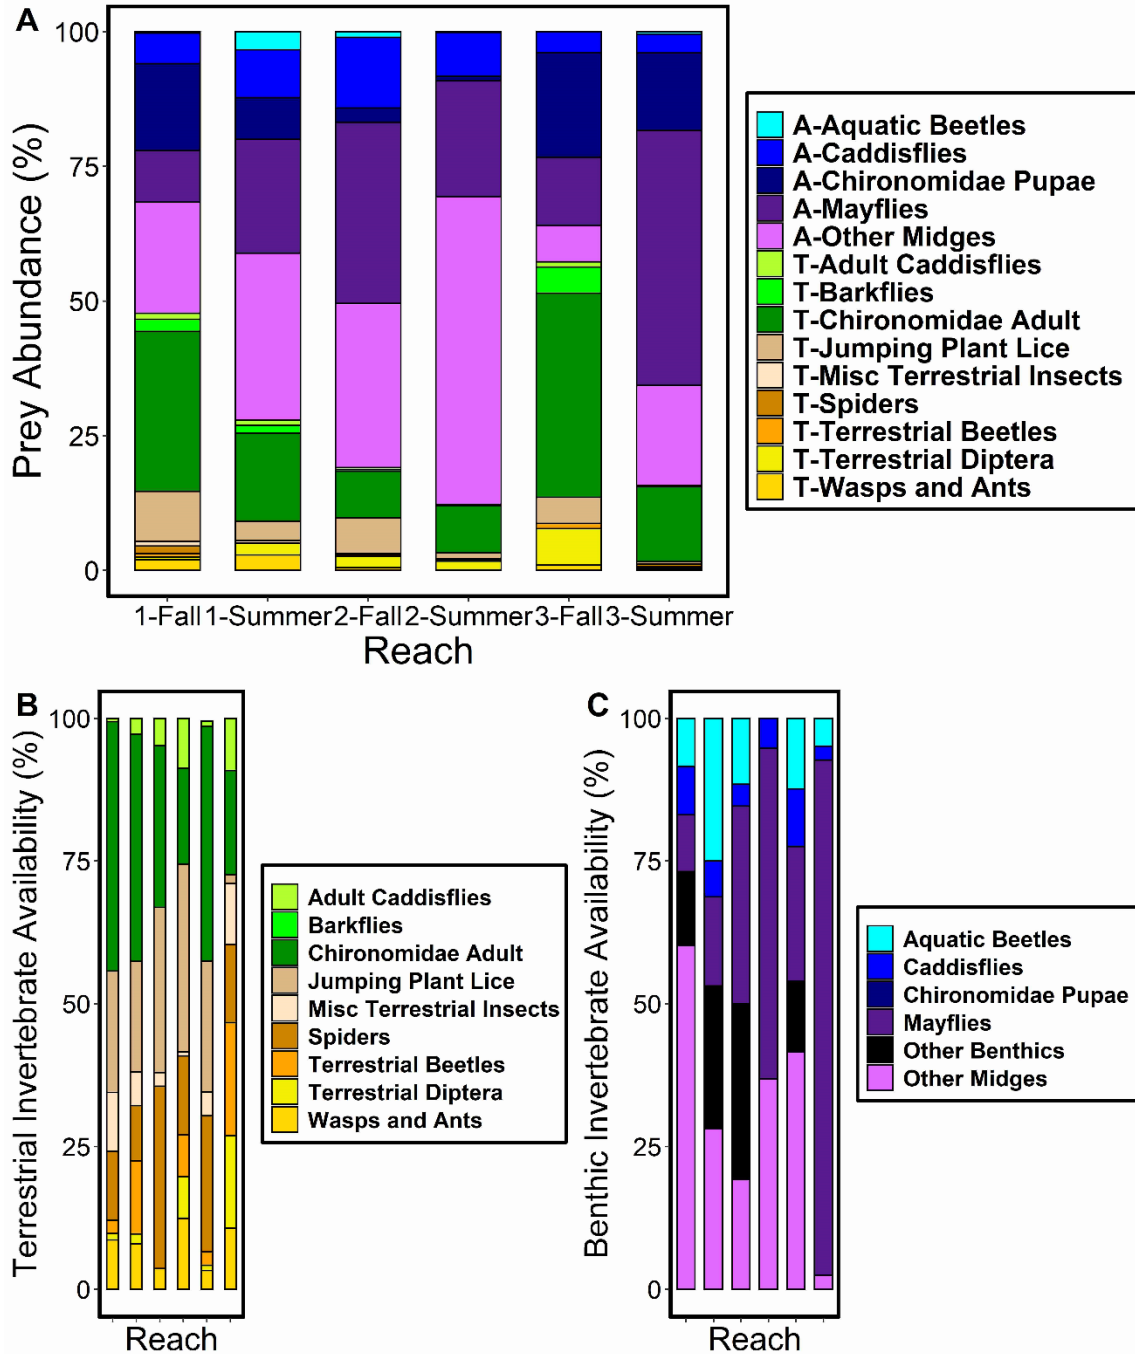 A
100
75
50
25
0
Prey Abundance (%)
1-Fall 1-Summer 2-Fall 2-Summer 3-Fall 3-Summer
Reach
A-Aquatic Beetles
A-Caddisflies
A-Chironomidae Pupae
A-Mayflies
A-Other Midges
T-Adult Caddisflies
T-Barkflies
T-Chironomidae Adult
T-Jumping Plant Lice
T-Misc Terrestrial Insects
T-Spiders
T-Terrestrial Beetles
T-Terrestrial Diptera
T-Wasps and Ants
B
100
75
50
25
0
Terrestrial Invertebrate Availability (%)
Reach
Adult Caddisflies
Barkflies
Chironomidae Adult
Jumping Plant Lice
Misc Terrestrial Insects
Spiders
Terrestrial Beetles
Terrestrial Diptera
Wasps and Ants
C
100
75
50
25
0
Benthic Invertebrate Availability (%)
Reach
Aquatic Beetles
Caddisflies
Chironomidae Pupae
Mayflies
Other Benthics
Other Midges